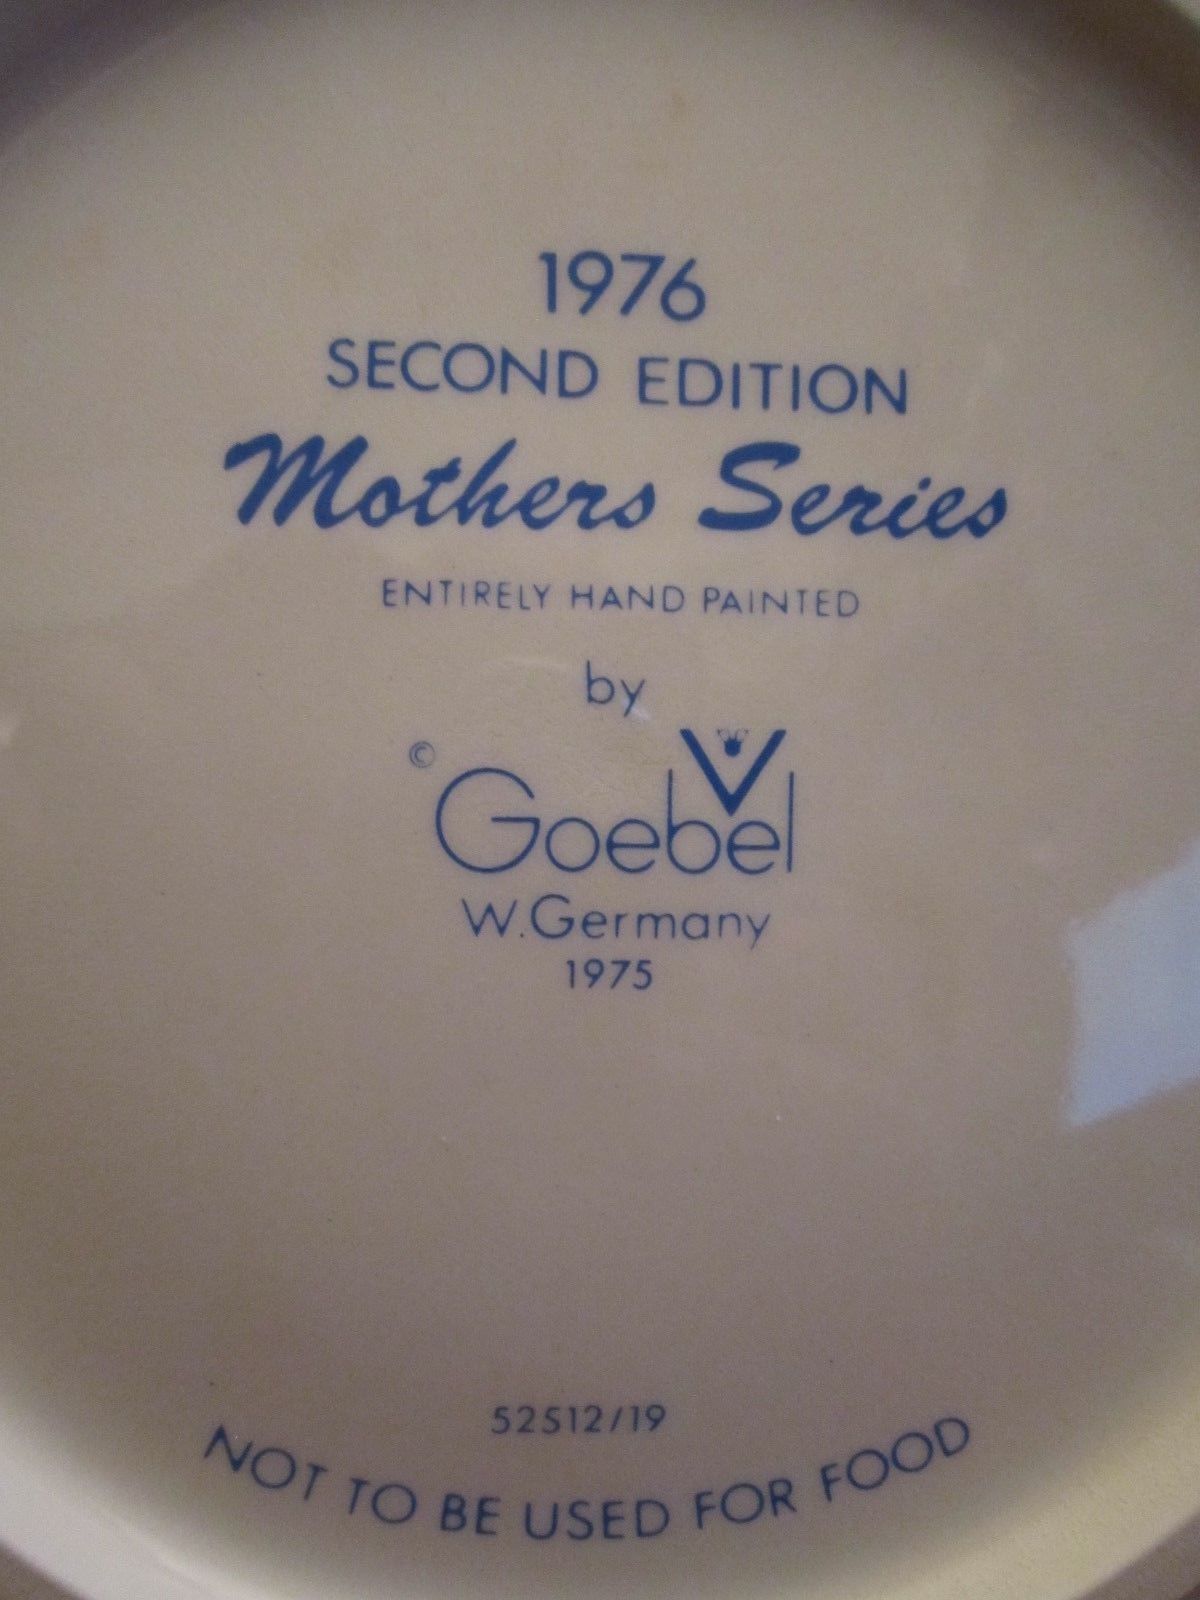 1976
SECOND EDITION
Mothers Series
ENTIRELY HAND PAINTED
by
© Goebel
W.Germany
1975
52512/19
NOT TO BE USED FOR FOOD